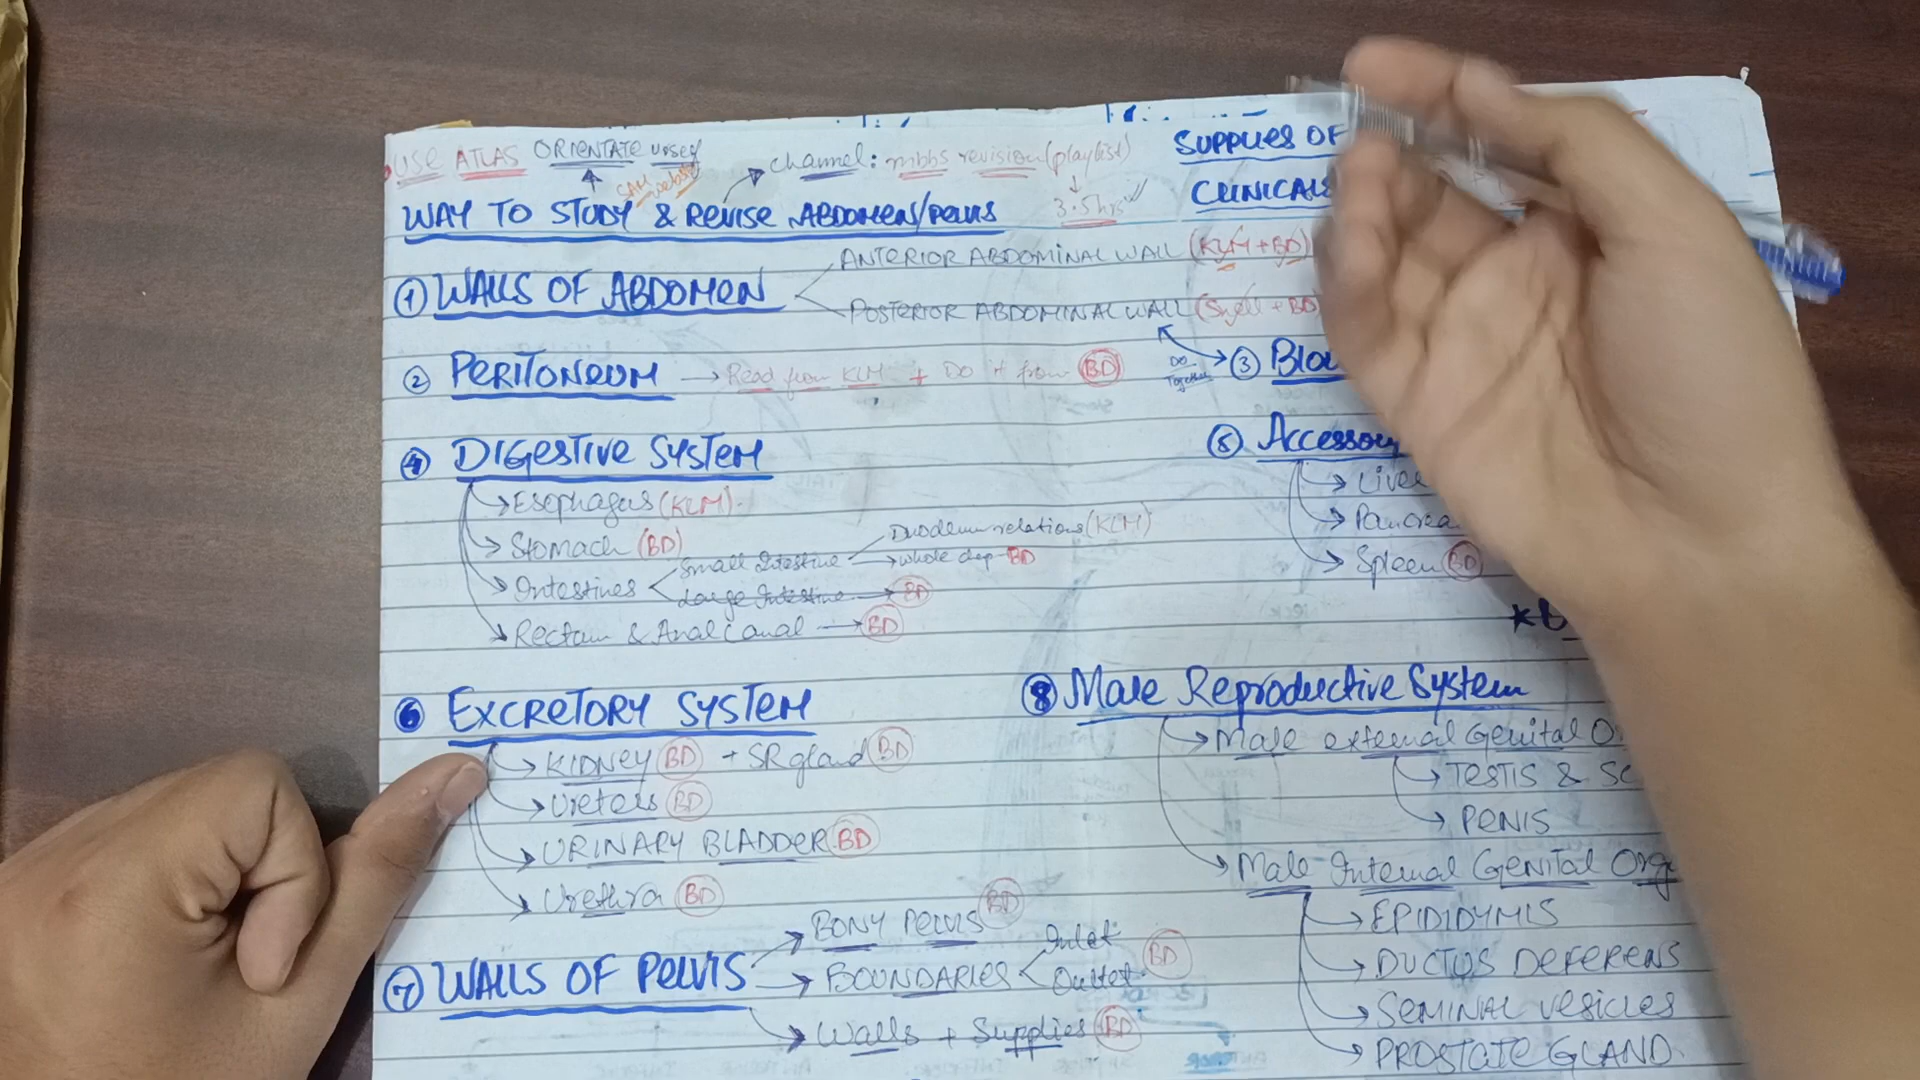 USE ATLAS ORIENTATE urself
channel: mbbs revision (playlist)
3.5hrs
WAY TO STUDY & REVISE ABDOMEN/PELVIS
SUPPLIES OF
CLINICALS
① WALLS OF ABDOMEN
ANTERIOR ABDOMINAL WALL (KLM + BD)
POSTERIOR ABDOMINAL WALL (Snell + BD)
② PERITONEUM → Read from KLM + Do it from BD
Do Together
③ Blo
④ DIGESTIVE SYSTEM
Esophagus (KLM)
Stomach (BD)
Intestines
Small Intestine
Duodenum relations (KLM)
whole dep BD
Large Intestine → BD
Rectum & Anal Canal → BD
⑤ Accessory
Live
Pancrea
Spleen BD
⑥ EXCRETORY SYSTEM
KIDNEY BD + SR gland BD
Ureters BD
URINARY BLADDER BD
Urethra BD
⑦ WALLS OF PELVIS
BONY PELVIS BD
BOUNDARIES
Inlet
Outlet
BD
Walls + Supplies BD
⑧ Male Reproductive System
Male external Genital O
TESTIS & SC
PENIS
Male Internal Genital Org
EPIDIDYMIS
DUCTUS DEFERENS
SEMINAL VESICLES
PROSTATE GLAND